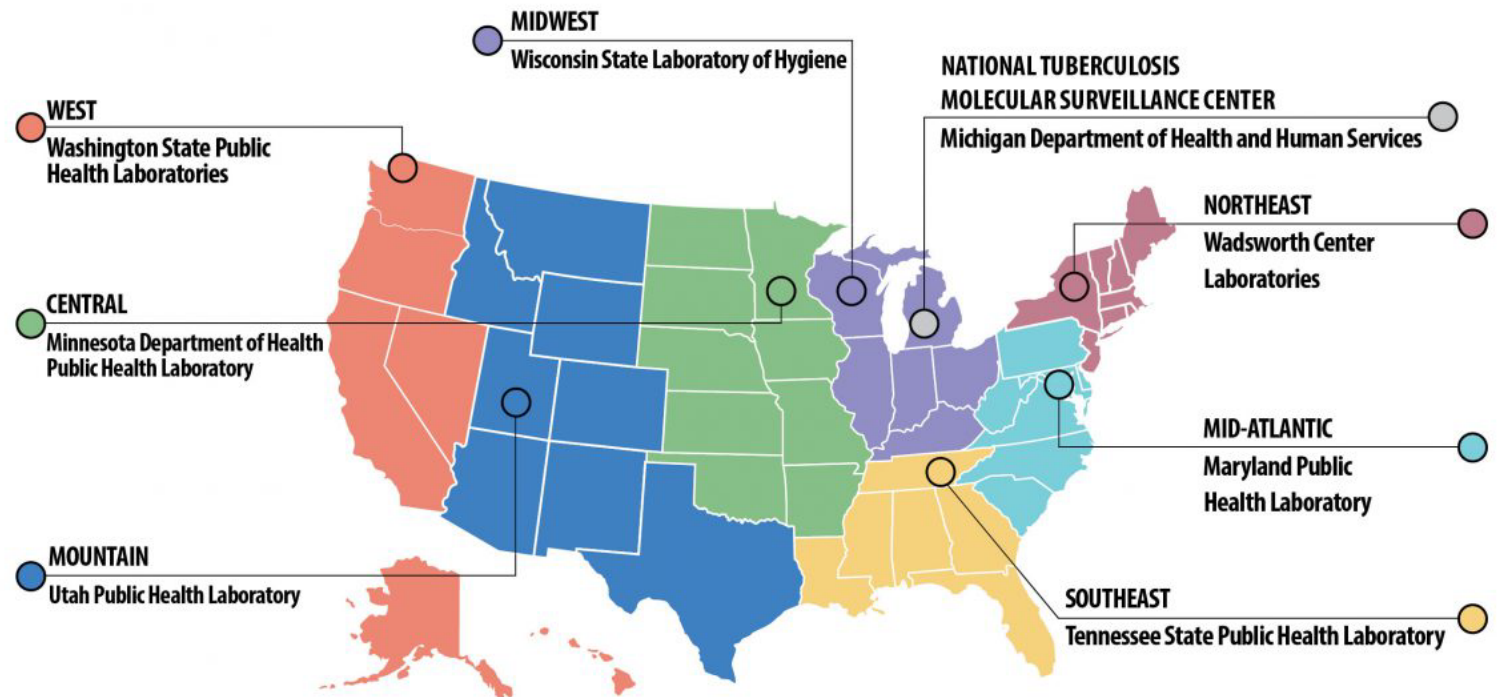 MIDWEST
Wisconsin State Laboratory of Hygiene
NATIONAL TUBERCULOSIS
MOLECULAR SURVEILLANCE CENTER
Michigan Department of Health and Human Services
WEST
Washington State Public
Health Laboratories
NORTHEAST
Wadsworth Center
Laboratories
CENTRAL
Minnesota Department of Health
Public Health Laboratory
MID-ATLANTIC
Maryland Public
Health Laboratory
MOUNTAIN
Utah Public Health Laboratory
SOUTHEAST
Tennessee State Public Health Laboratory